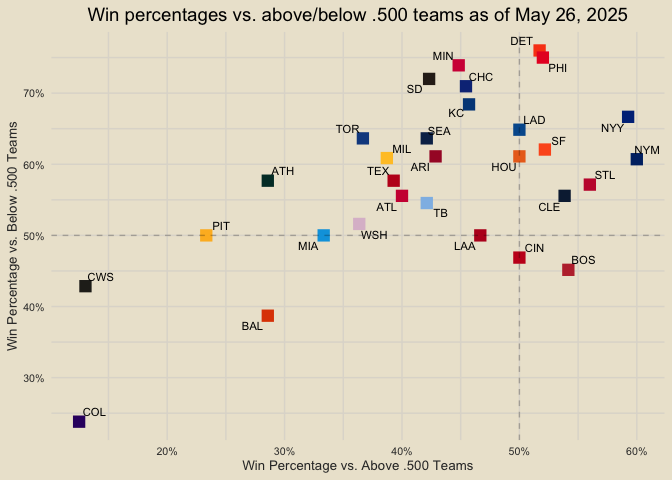 Win percentages vs. above/below .500 teams as of May 26, 2025
DET
MIN
PHI
CHC
SD
70%
KC
LAD
NYY
TOR
SEA
SF
NYM
MIL
ARI
HOU
60%
ATH
TEX
STL
ATL
TB
CLE
PIT
WSH
50%
MIA
LAA
CIN
BOS
CWS
40%
BAL
30%
COL
20%
30%
40%
50%
60%
Win Percentage vs. Above .500 Teams
Win Percentage vs. Below .500 Teams